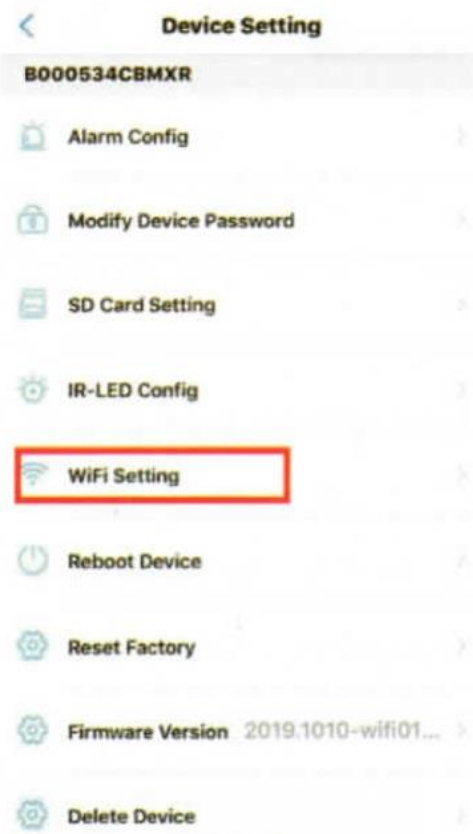 Device Setting
B000534CBMXR
Alarm Config
Modify Device Password
SD Card Setting
IR-LED Config
WiFi Setting
Reboot Device
Reset Factory
Firmware Version 2019.1010-wifi01...
Delete Device